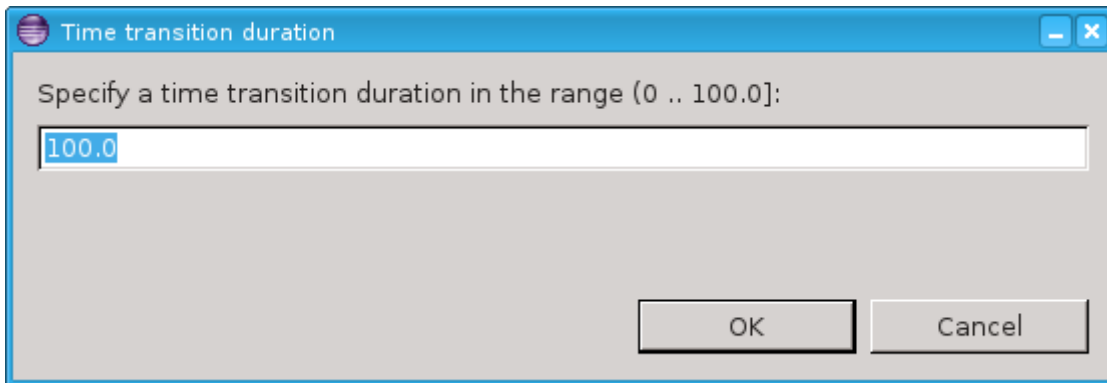 Time transition duration
Specify a time transition duration in the range (0 .. 100.0]:
100.0
OK
Cancel